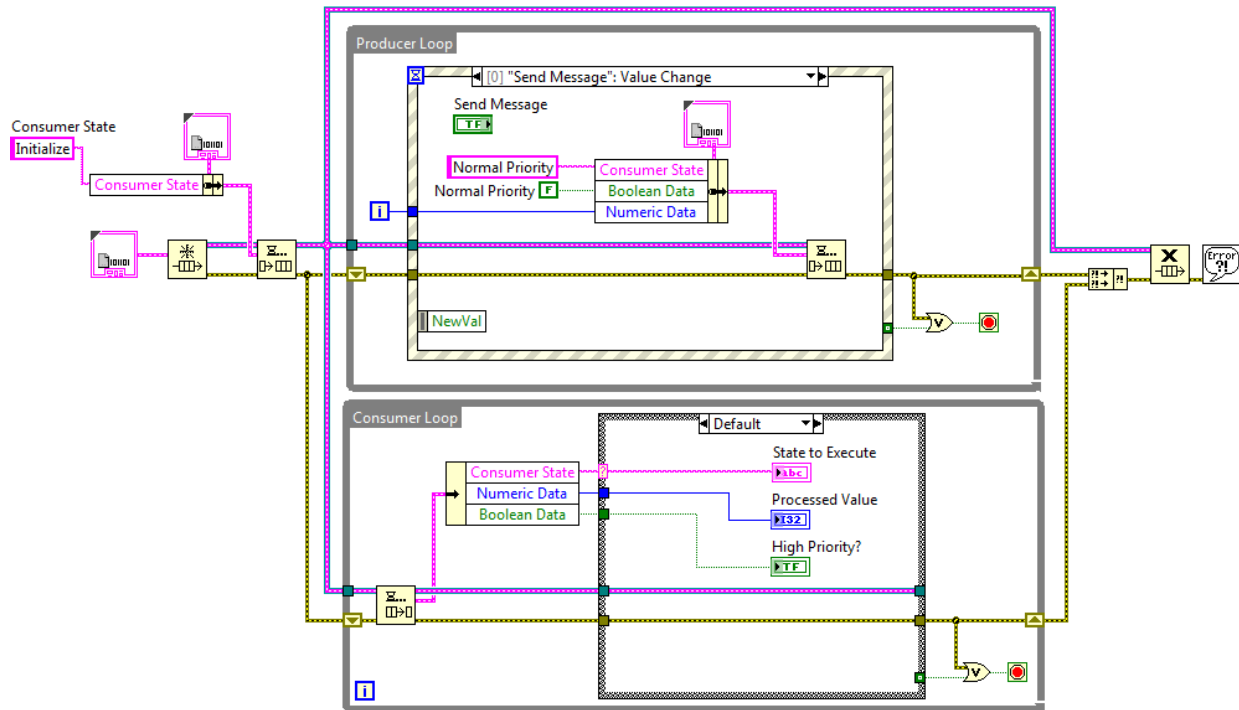 Producer Loop
[0] "Send Message": Value Change
Send Message
TF
Consumer State
Initialize
Consumer State
Normal Priority
Consumer State
Normal Priority
F
Boolean Data
i
Numeric Data
NewVal
Error
?!
Consumer Loop
Default
Consumer State
Numeric Data
Boolean Data
State to Execute
abc
Processed Value
I32
High Priority?
TF
i